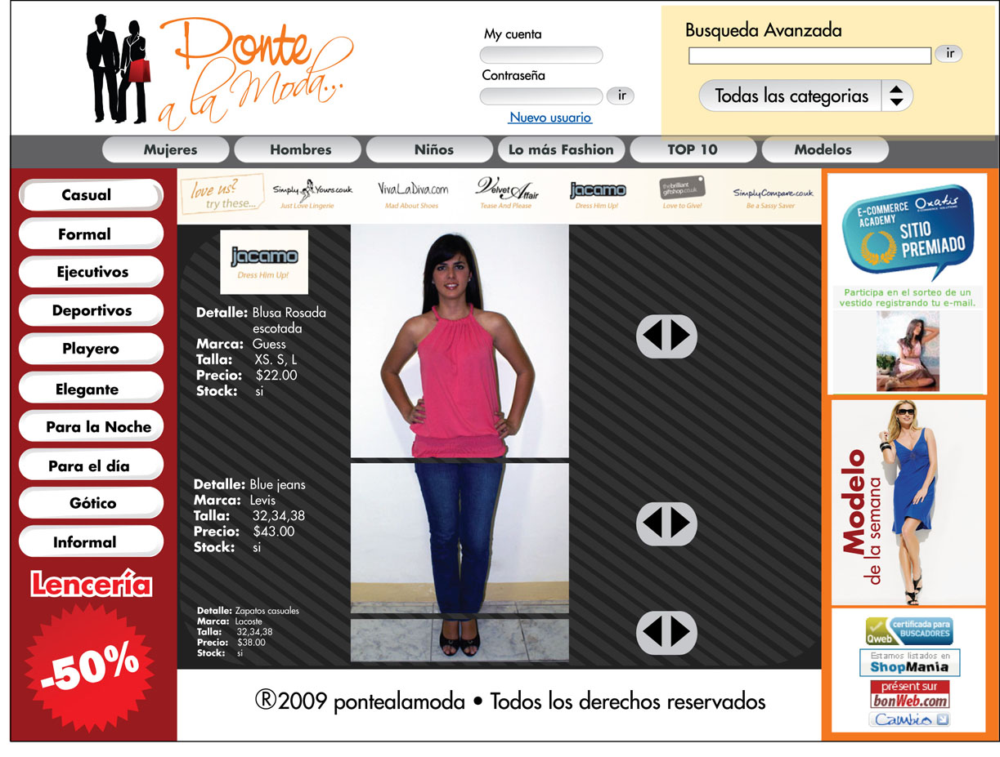 Ponte
a la Moda...
My cuenta
Contraseña
ir
Nuevo usuario
Busqueda Avanzada
ir
Todas las categorias
Mujeres
Hombres
Niños
Lo más Fashion
TOP 10
Modelos
Casual
Formal
Ejecutivos
Deportivos
Playero
Elegante
Para la Noche
Para el día
Gótico
Informal
Lencería
-50%
love us?
try these...
SimplyYours.co.uk
Just Love Lingerie
VivaLaDiva.com
Mad About Shoes
Velvet Affair
Tease And Please
jacamo
Dress Him Up!
thebrilliant
giftshop.co.uk
Love to Give!
SimplyCompare.co.uk
Be a Sassy Saver
jacamo
Dress Him Up!
Detalle: Blusa Rosada
escotada
Marca: Guess
Talla: XS. S, L
Precio: $22.00
Stock: si
Detalle: Blue jeans
Marca: Levis
Talla: 32,34,38
Precio: $43.00
Stock: si
Detalle: Zapatos casuales
Marca: Lacoste
Talla: 32,34,38
Precio: $38.00
Stock: si
E-COMMERCE
ACADEMY
Oxatis
E-COMMERCE SOLUTIONS
SITIO
PREMIADO
Participa en el sorteo de un
vestido registrando tu e-mail.
Modelo
de la semana
Qweb
certificada para
BUSCADORES
Estamos listados en
ShopMania
présent sur
bonWeb.com
Cambio
®2009 pontealamoda • Todos los derechos reservados